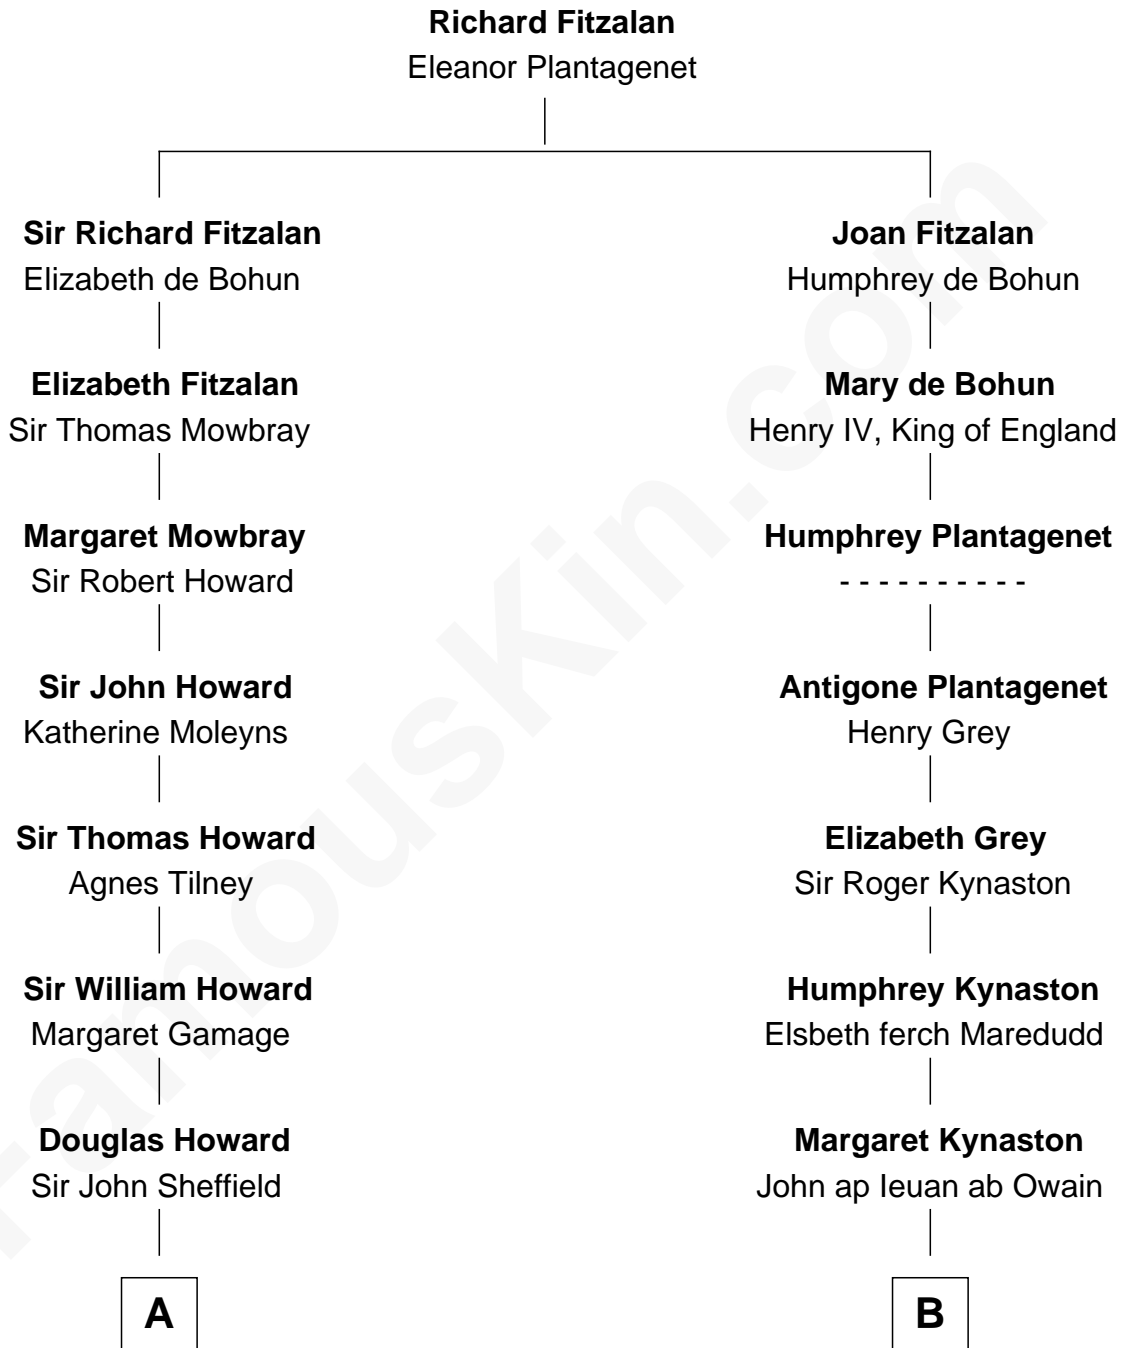 Richard Fitzalan
Eleanor Plantagenet
Sir Richard Fitzalan
Elizabeth de Bohun
Elizabeth Fitzalan
Sir Thomas Mowbray
Margaret Mowbray
Sir Robert Howard
Sir John Howard
Katherine Moleyns
Sir Thomas Howard
Agnes Tilney
Sir William Howard
Margaret Gamage
Douglas Howard
Sir John Sheffield
A
Joan Fitzalan
Humphrey de Bohun
Mary de Bohun
Henry IV, King of England
Humphrey Plantagenet
- - - - - - - - - -
Antigone Plantagenet
Henry Grey
Elizabeth Grey
Sir Roger Kynaston
Humphrey Kynaston
Elsbeth ferch Maredudd
Margaret Kynaston
John ap Ieuan ab Owain
B
FamousKin.com